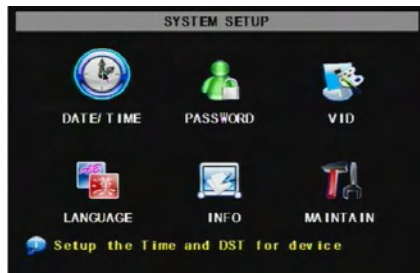 SYSTEM SETUP
DATE/TIME PASSWORD VID
LANGUAGE INFO MAINTAIN
Setup the Time and DST for device